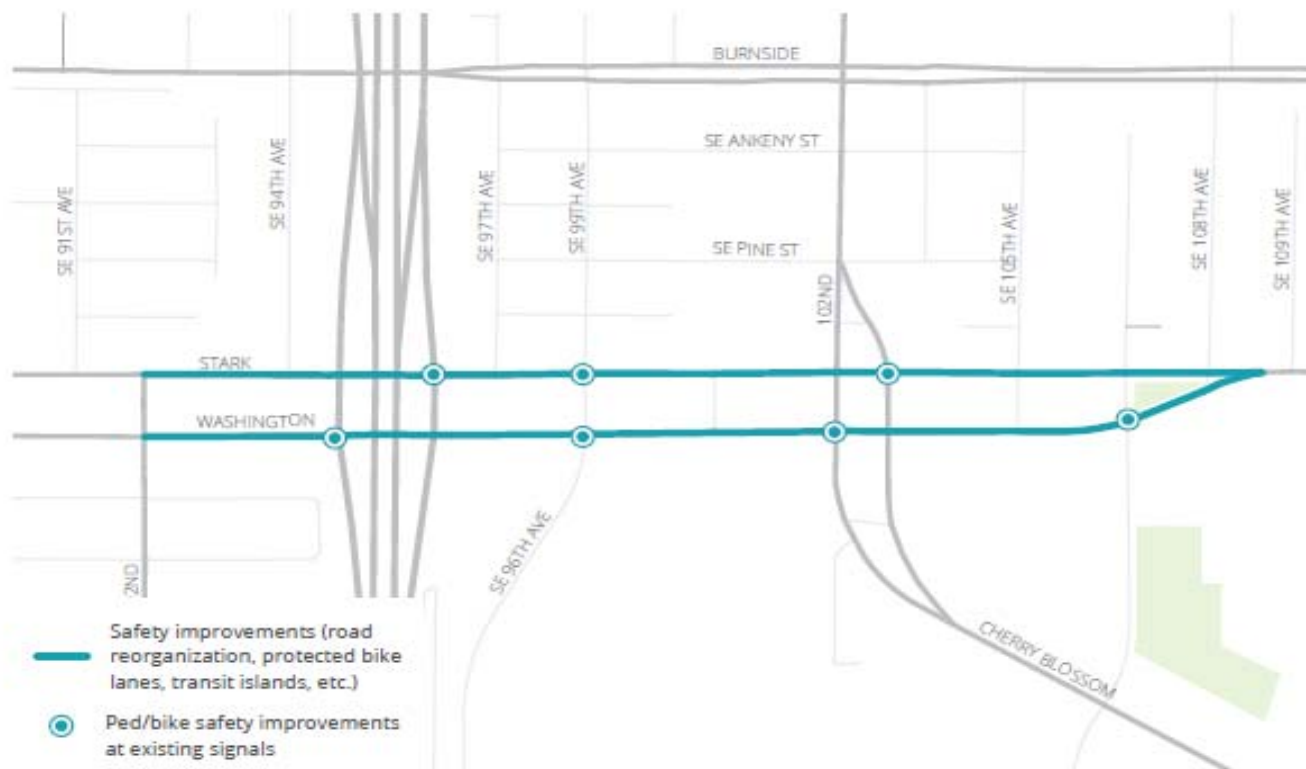 BURNSIDE
SE ANKENY ST
SE 91ST AVE
SE 94TH AVE
SE 97TH AVE
SE 99TH AVE
SE PINE ST
102ND
SE 105TH AVE
SE 108TH AVE
SE 109TH AVE
STARK
WASHINGTON
SE 96TH AVE
2ND
CHERRY BLOSSOM
Safety improvements (road
reorganization, protected bike
lanes, transit islands, etc.)
Ped/bike safety improvements
at existing signals